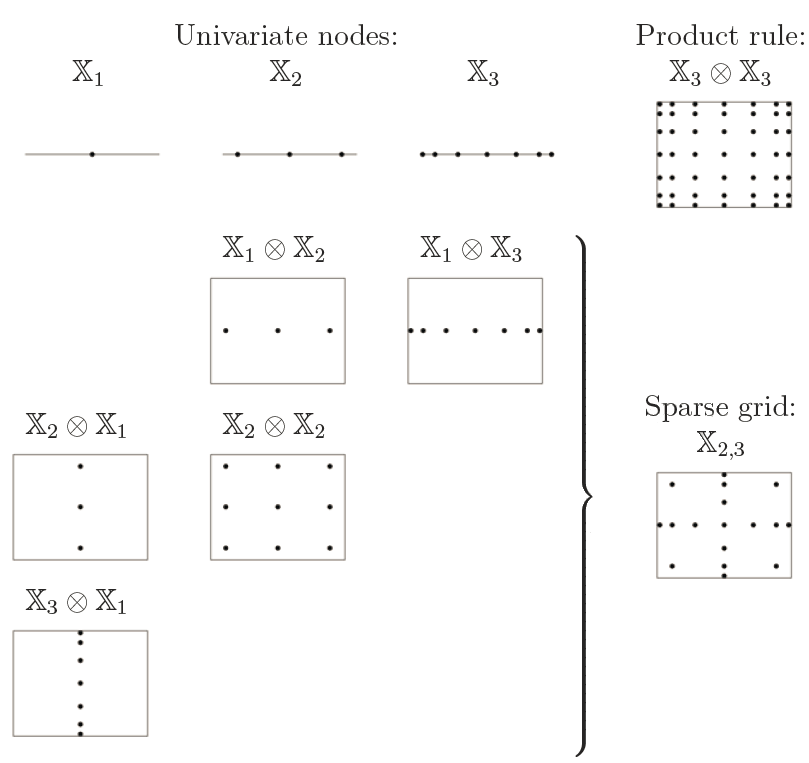 Univariate nodes: Product rule:
𝕏₁ 𝕏₂ 𝕏₃ 𝕏₃ ⊗ 𝕏₃
𝕏₁ ⊗ 𝕏₂ 𝕏₁ ⊗ 𝕏₃
Sparse grid:
𝕏₂ ⊗ 𝕏₁ 𝕏₂ ⊗ 𝕏₂
𝕏₂,₃
𝕏₃ ⊗ 𝕏₁